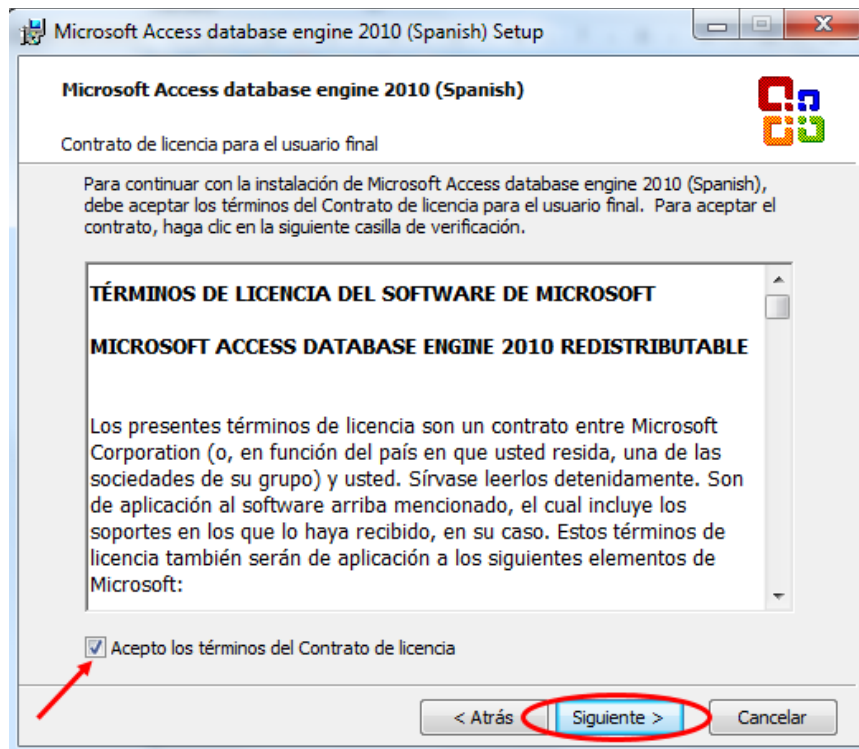 Microsoft Access database engine 2010 (Spanish) Setup
Microsoft Access database engine 2010 (Spanish)
Contrato de licencia para el usuario final
Para continuar con la instalación de Microsoft Access database engine 2010 (Spanish),
debe aceptar los términos del Contrato de licencia para el usuario final. Para aceptar el
contrato, haga clic en la siguiente casilla de verificación.
TÉRMINOS DE LICENCIA DEL SOFTWARE DE MICROSOFT
MICROSOFT ACCESS DATABASE ENGINE 2010 REDISTRIBUTABLE
Los presentes términos de licencia son un contrato entre Microsoft
Corporation (o, en función del país en que usted resida, una de las
sociedades de su grupo) y usted. Sírvase leerlos detenidamente. Son
de aplicación al software arriba mencionado, el cual incluye los
soportes en los que lo haya recibido, en su caso. Estos términos de
licencia también serán de aplicación a los siguientes elementos de
Microsoft:
Acepto los términos del Contrato de licencia
< Atrás Siguiente > Cancelar